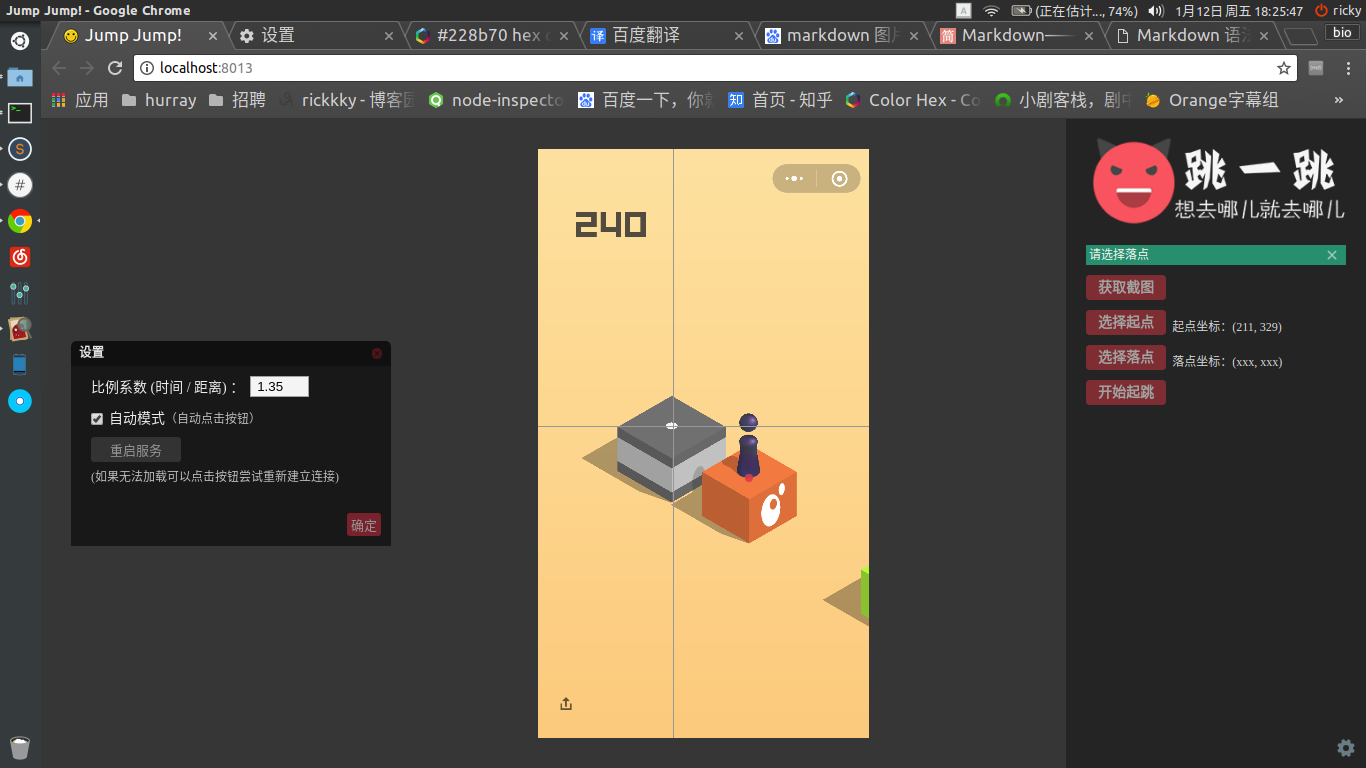 Jump Jump! - Google Chrome
(正在估计..., 74%)
1月12日 周五 18:25:47
ricky
Jump Jump!
设置
#228b70 hex
百度翻译
markdown 图
Markdown——
Markdown 语
bio
localhost:8013
应用
hurray
招聘
rickkky - 博客
node-inspecto
百度一下，你
知 首页 - 知乎
Color Hex - Co
小剧客栈，剧
Orange字幕组
»
240
设置
比例系数 (时间 / 距离) ：
1.35
自动模式（自动点击按钮）
重启服务
(如果无法加载可以点击按钮尝试重新建立连接)
确定
跳一跳
想去哪儿就去哪儿
请选择落点
获取截图
选择起点
起点坐标：(211, 329)
选择落点
落点坐标：(xxx, xxx)
开始起跳